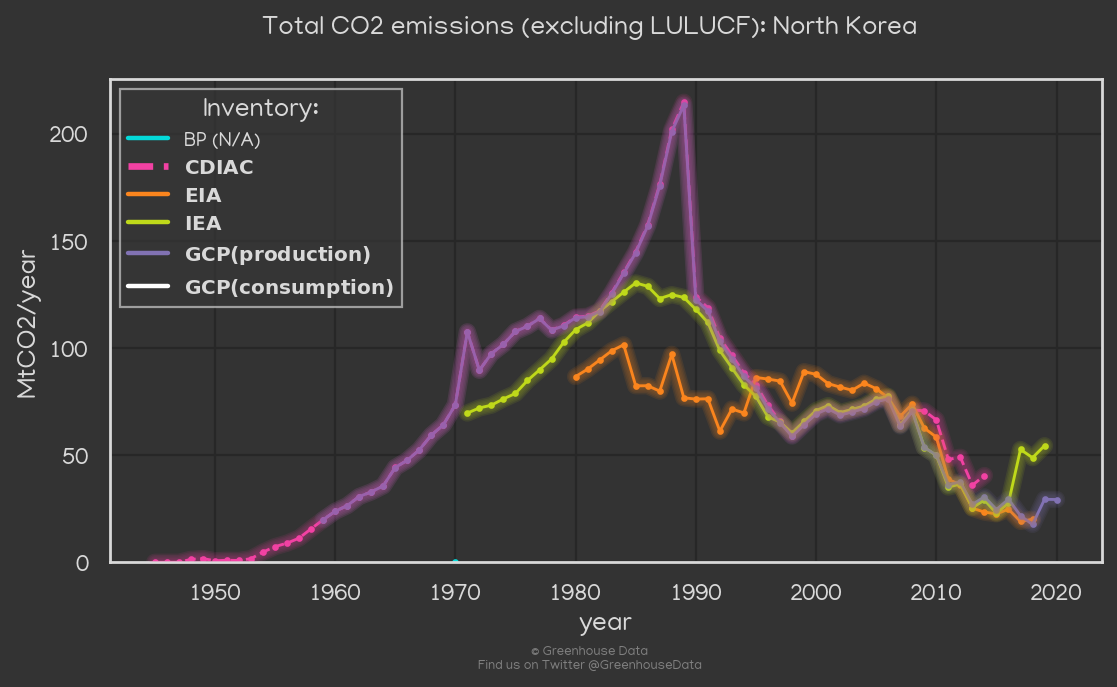 Total CO2 emissions (excluding LULUCF): North Korea
Inventory:
BP (N/A)
CDIAC
EIA
IEA
GCP(production)
GCP(consumption)
MtCO2/year
200
150
100
50
0
1950 1960 1970 1980 1990 2000 2010 2020
year
© Greenhouse Data
Find us on Twitter @GreenhouseData